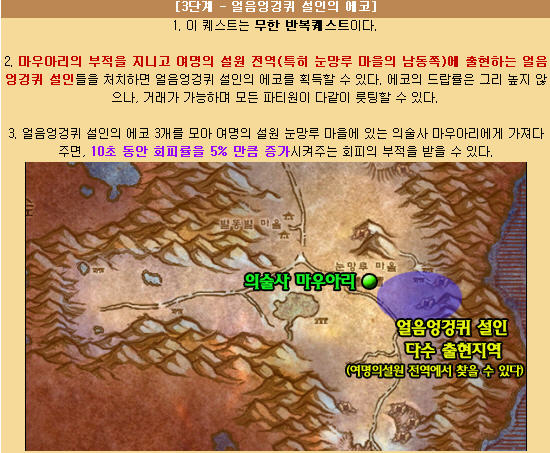 [3단계 - 얼음엉겅퀴 설인의 에코]
1. 이 퀘스트는 무한 반복퀘스트이다.
2. 마우아리의 부적을 지니고 여명의 설원 전역(특히 눈망루 마을의 남동쪽)에 출현하는 얼음
엉겅퀴 설인들을 처치하면 얼음엉겅퀴 설인의 에코를 획득할 수 있다. 에코의 드랍률은 그리 높지 않
으나, 거래가 가능하며 모든 파티원이 다같이 룻팅할 수 있다.
3. 얼음엉겅퀴 설인의 에코 3개를 모아 여명의 설원 눈망루 마을에 있는 의술사 마우아리에게 가져다
주면, 10초 동안 회피률을 5% 만큼 증가시켜주는 회피의 부적을 받을 수 있다.
별똥별 마을
눈망루 마을
의술사 마우아리
얼음엉겅퀴 설인
다수 출현지역
(여명의설원 전역에서 찾을 수 있다)